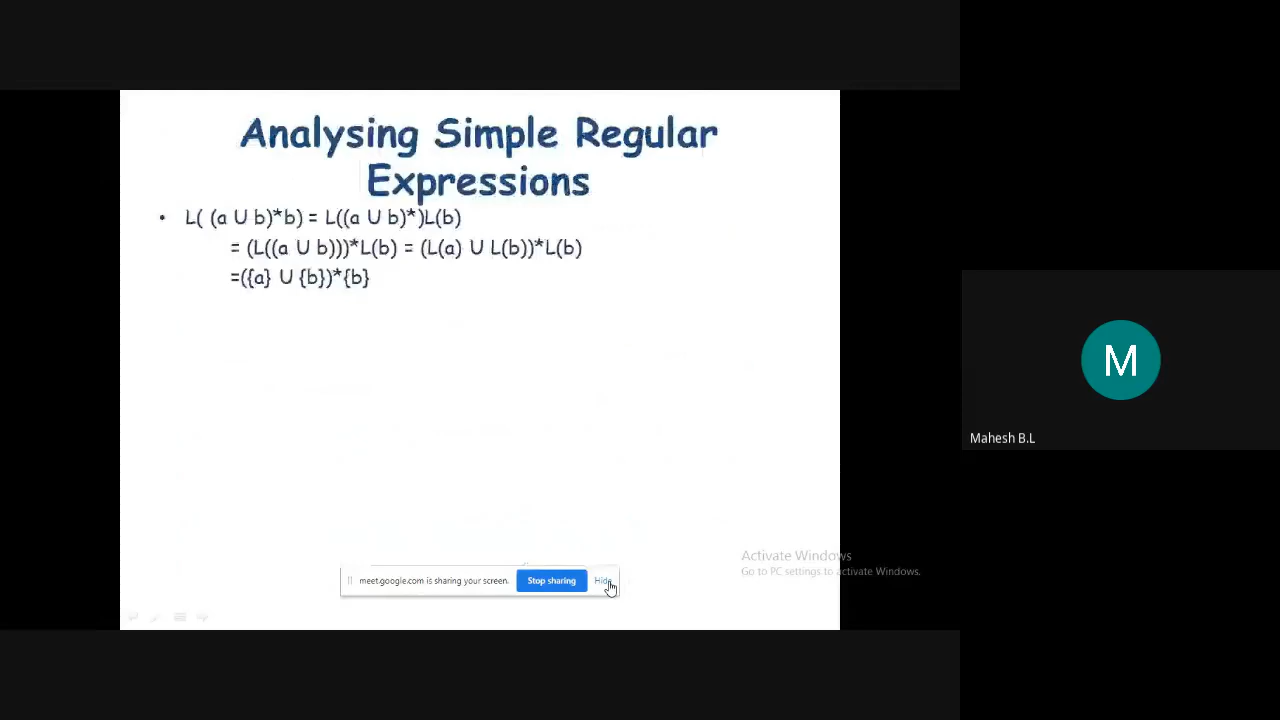 Analysing Simple Regular
Expressions
• L( (a ∪ b)*b) = L((a ∪ b)*)L(b)
= (L((a ∪ b)))*L(b) = (L(a) ∪ L(b))*L(b)
=({a} ∪ {b})*{b}
M
Mahesh B.L
Activate Windows
Go to PC settings to activate Windows.
meet.google.com is sharing your screen. Stop sharing Hide